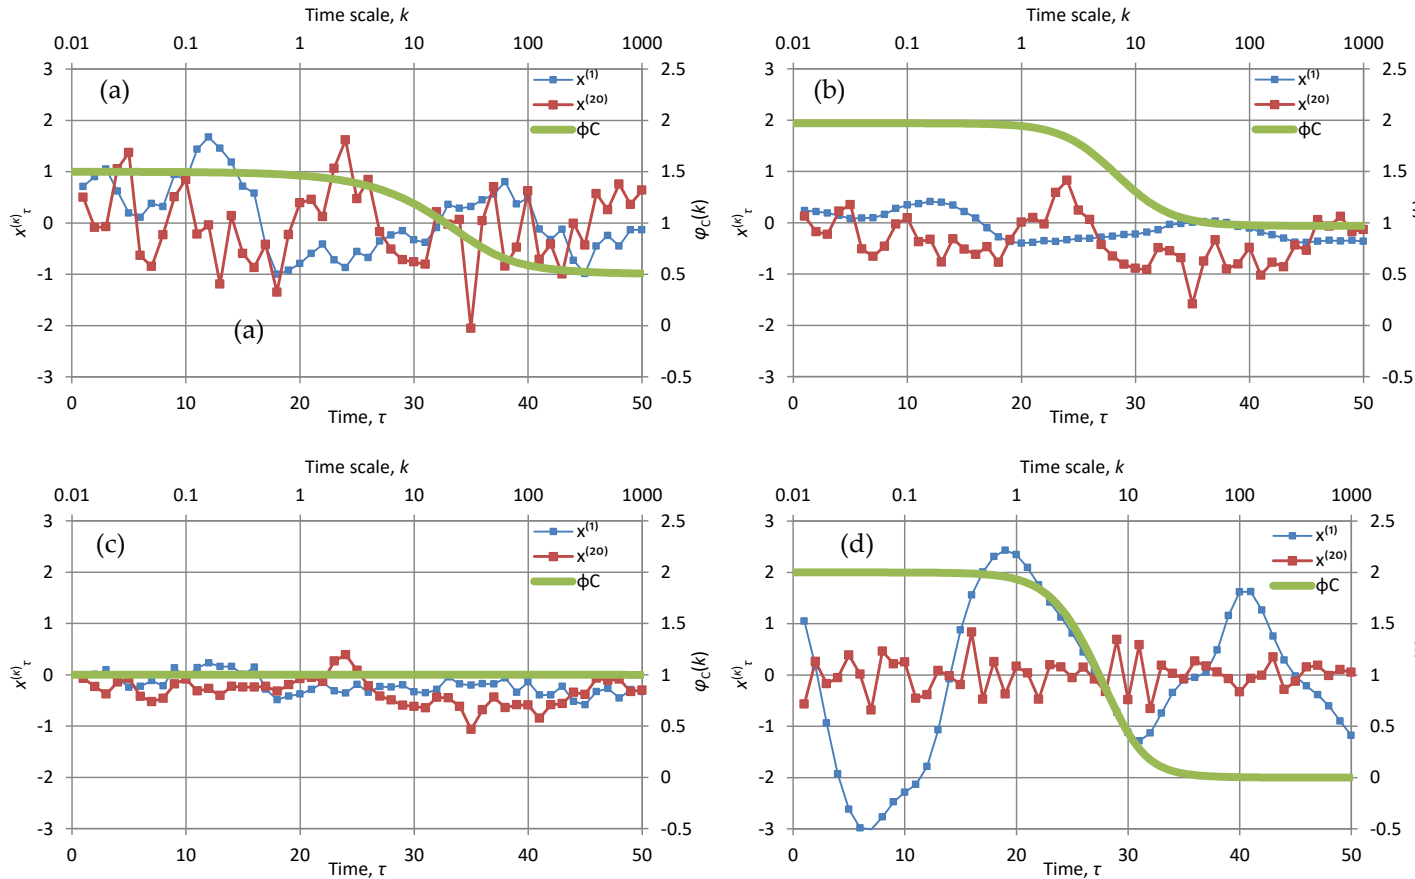 Time scale, k
0.01 0.1 1 10 100 1000
3 2.5
(a)
x⁽¹⁾
x⁽²⁰⁾
φC
2 2
1 1.5
0 1
-1 0.5
(a)
-2 0
-3 -0.5
x⁽ᵏ⁾τ
φC(k)
0 10 20 30 40 50
Time, τ
Time scale, k
0.01 0.1 1 10 100 1000
3 2.5
(b)
x⁽¹⁾
x⁽²⁰⁾
φC
2 2
1 1.5
0 1
-1 0.5
-2 0
-3 -0.5
x⁽ᵏ⁾τ
0 10 20 30 40 50
Time, τ
Time scale, k
0.01 0.1 1 10 100 1000
3 2.5
(c)
x⁽¹⁾
x⁽²⁰⁾
φC
2 2
1 1.5
0 1
-1 0.5
-2 0
-3 -0.5
x⁽ᵏ⁾τ
φC(k)
0 10 20 30 40 50
Time, τ
Time scale, k
0.01 0.1 1 10 100 1000
3 2.5
(d)
x⁽¹⁾
x⁽²⁰⁾
φC
2 2
1 1.5
0 1
-1 0.5
-2 0
-3 -0.5
x⁽ᵏ⁾τ
0 10 20 30 40 50
Time, τ